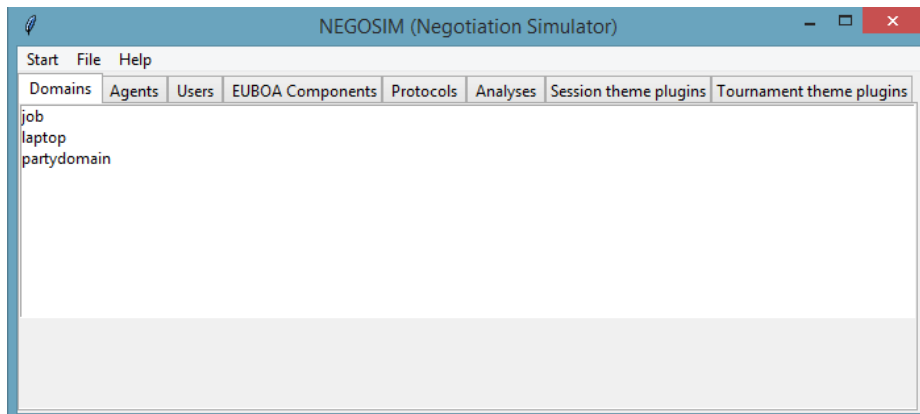 NEGOSIM (Negotiation Simulator)
Start File Help
Domains Agents Users EUBOA Components Protocols Analyses Session theme plugins Tournament theme plugins
job
laptop
partydomain